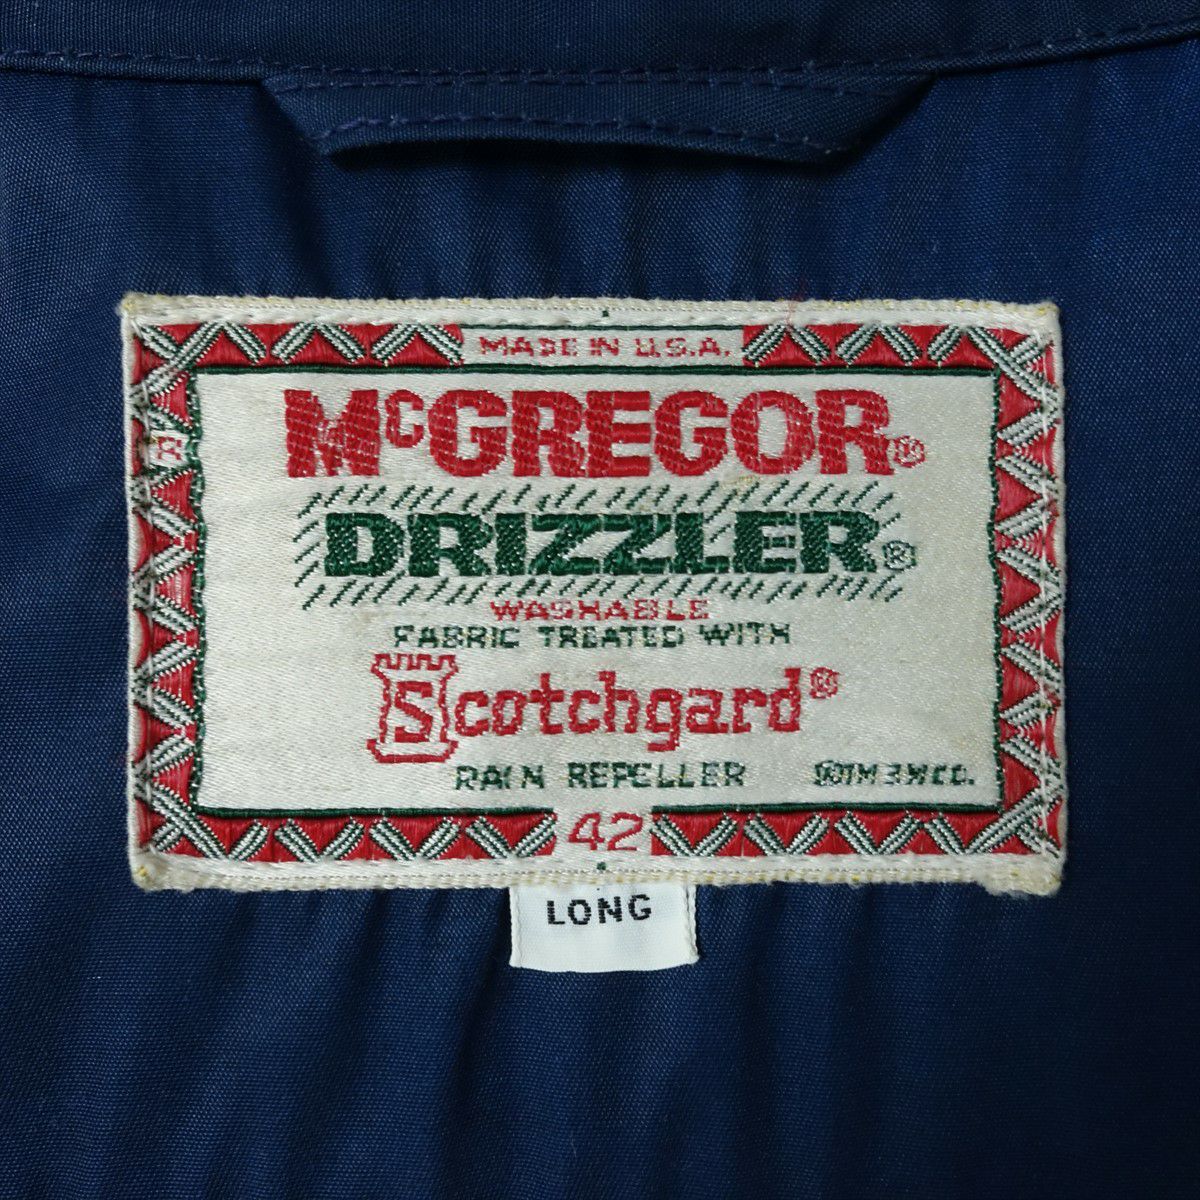 MADE IN U.S.A.
McGREGOR®
®
DRIZZLER®
WASHABLE
FABRIC TREATED WITH
Scotchgard®
RAIN REPELLER
42
LONG